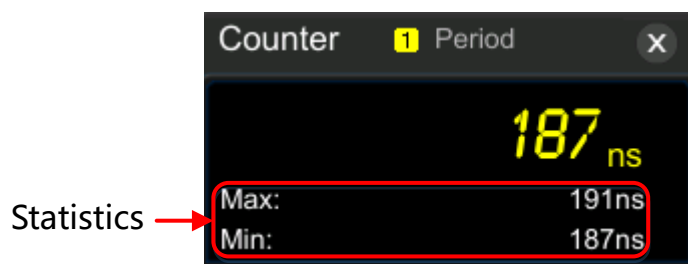 Counter 1 Period X
187 ns
Statistics
Max: 191ns
Min: 187ns